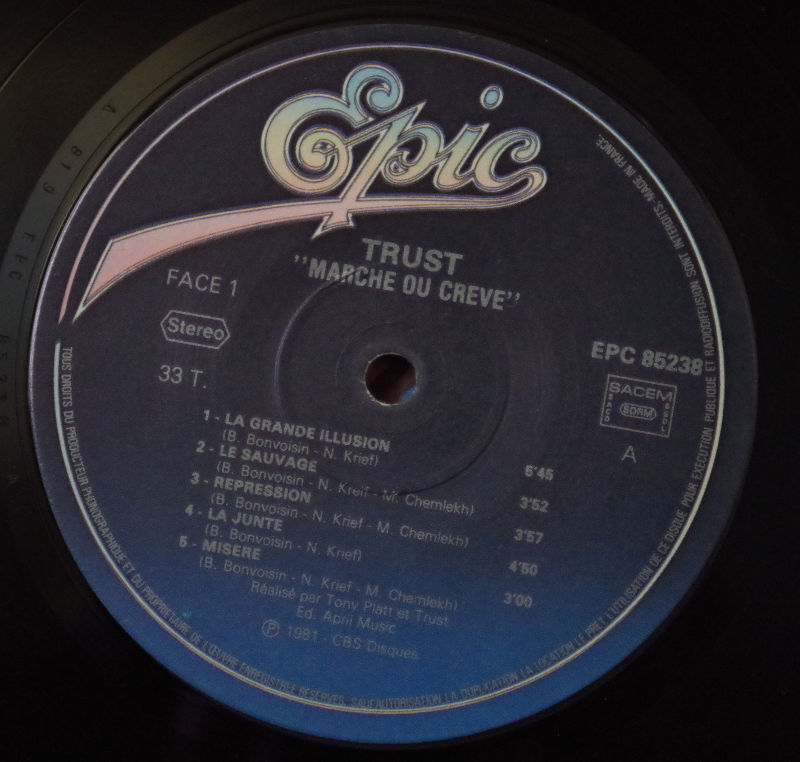 Epic
TRUST
"MARCHE OU CREVE"
FACE 1
Stereo
33 T.
EPC 85238
SACEM
SACD
SDRM
SGDL
A
1 - LA GRANDE ILLUSION
(B. Bonvoisin - N. Krief)
6'45
2 - LE SAUVAGE
(B. Bonvoisin - N. Kreif - M. Chemlekh)
3'52
3 - REPRESSION
(B. Bonvoisin - N. Krief - M. Chemlekh)
3'57
4 - LA JUNTE
(B. Bonvoisin - N. Krief)
4'50
5 - MISERE
(B. Bonvoisin - N. Krief - M. Chemlekh)
3'00
Réalisé par Tony Platt et Trust
Ed. April Music
Ⓟ 1981 - CBS Disques
TOUS DROITS DU PRODUCTEUR PHONOGRAPHIQUE ET DU PROPRIETAIRE DE L'ŒUVRE ENREGISTREE RESERVES. SAUF AUTORISATION LA DUPLICATION LA LOCATION LE PRET L'UTILISATION DE CE DISQUE POUR EXECUTION PUBLIQUE ET RADIODIFFUSION SONT INTERDITS. MADE IN FRANCE.